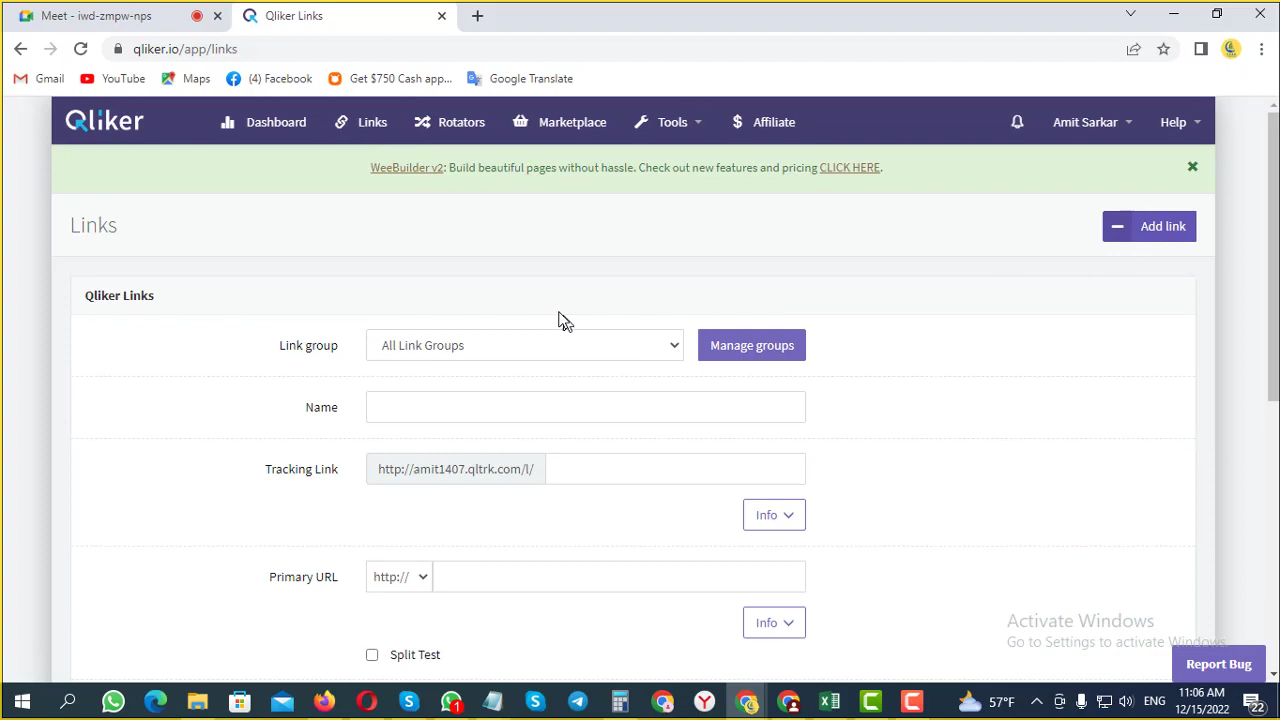 Meet - iwd-zmpw-nps
Qliker Links
qliker.io/app/links
Gmail YouTube Maps (4) Facebook Get $750 Cash app... Google Translate
Qliker Dashboard Links Rotators Marketplace Tools Affiliate Amit Sarkar Help
WeeBuilder v2: Build beautiful pages without hassle. Check out new features and pricing CLICK HERE.
Links
Add link
Qliker Links
Link group All Link Groups Manage groups
Name
Tracking Link http://amit1407.qltrk.com/l/
Info
Primary URL http://
Info
Split Test
Activate Windows
Go to Settings to activate Windows.
Report Bug
1
57°F ENG 11:06 AM
12/15/2022 22